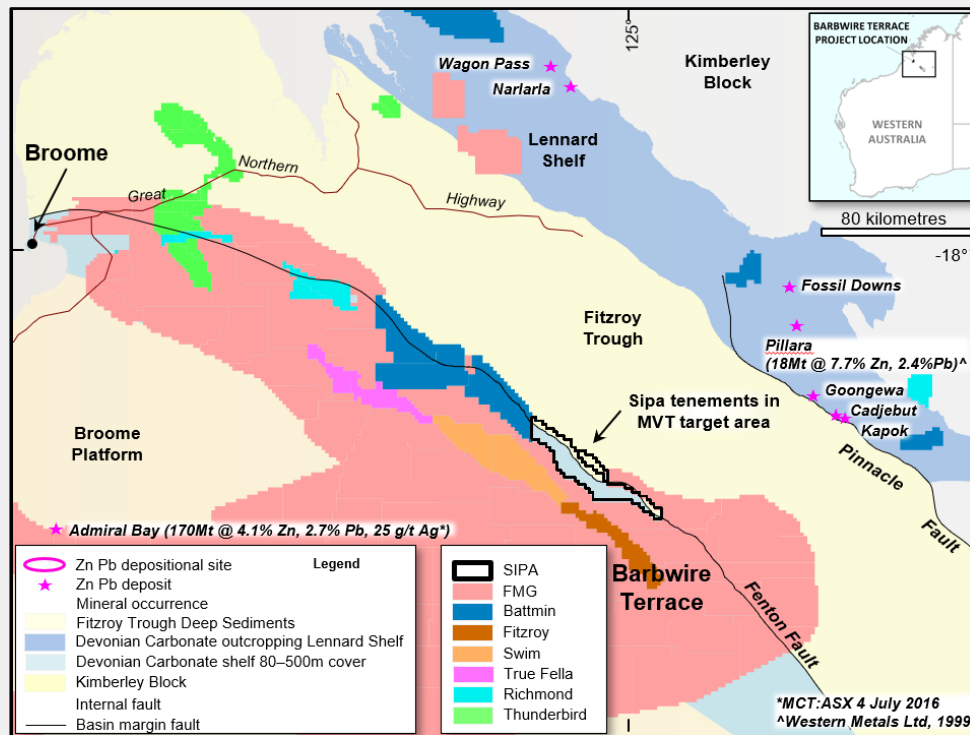 125°
BARBWIRE TERRACE
PROJECT LOCATION
WESTERN
AUSTRALIA
Wagon Pass
Narlarla
Kimberley
Block
Lennard
Shelf
Broome
Great
Northern
Highway
80 kilometres
-18°
Fossil Downs
Fitzroy
Trough
Pillara
(18Mt @ 7.7% Zn, 2.4%Pb)^
Goongewa
Cadjebut
Kapok
Sipa tenements in
MVT target area
Broome
Platform
Pinnacle
Fault
Admiral Bay (170Mt @ 4.1% Zn, 2.7% Pb, 25 g/t Ag*)
Barbwire
Terrace
Fenton Fault
Legend
Zn Pb depositional site
Zn Pb deposit
Mineral occurrence
Fitzroy Trough Deep Sediments
Devonian Carbonate outcropping Lennard Shelf
Devonian Carbonate shelf 80–500m cover
Kimberley Block
Internal fault
Basin margin fault
SIPA
FMG
Battmin
Fitzroy
Swim
True Fella
Richmond
Thunderbird
*MCT:ASX 4 July 2016
^Western Metals Ltd, 1999